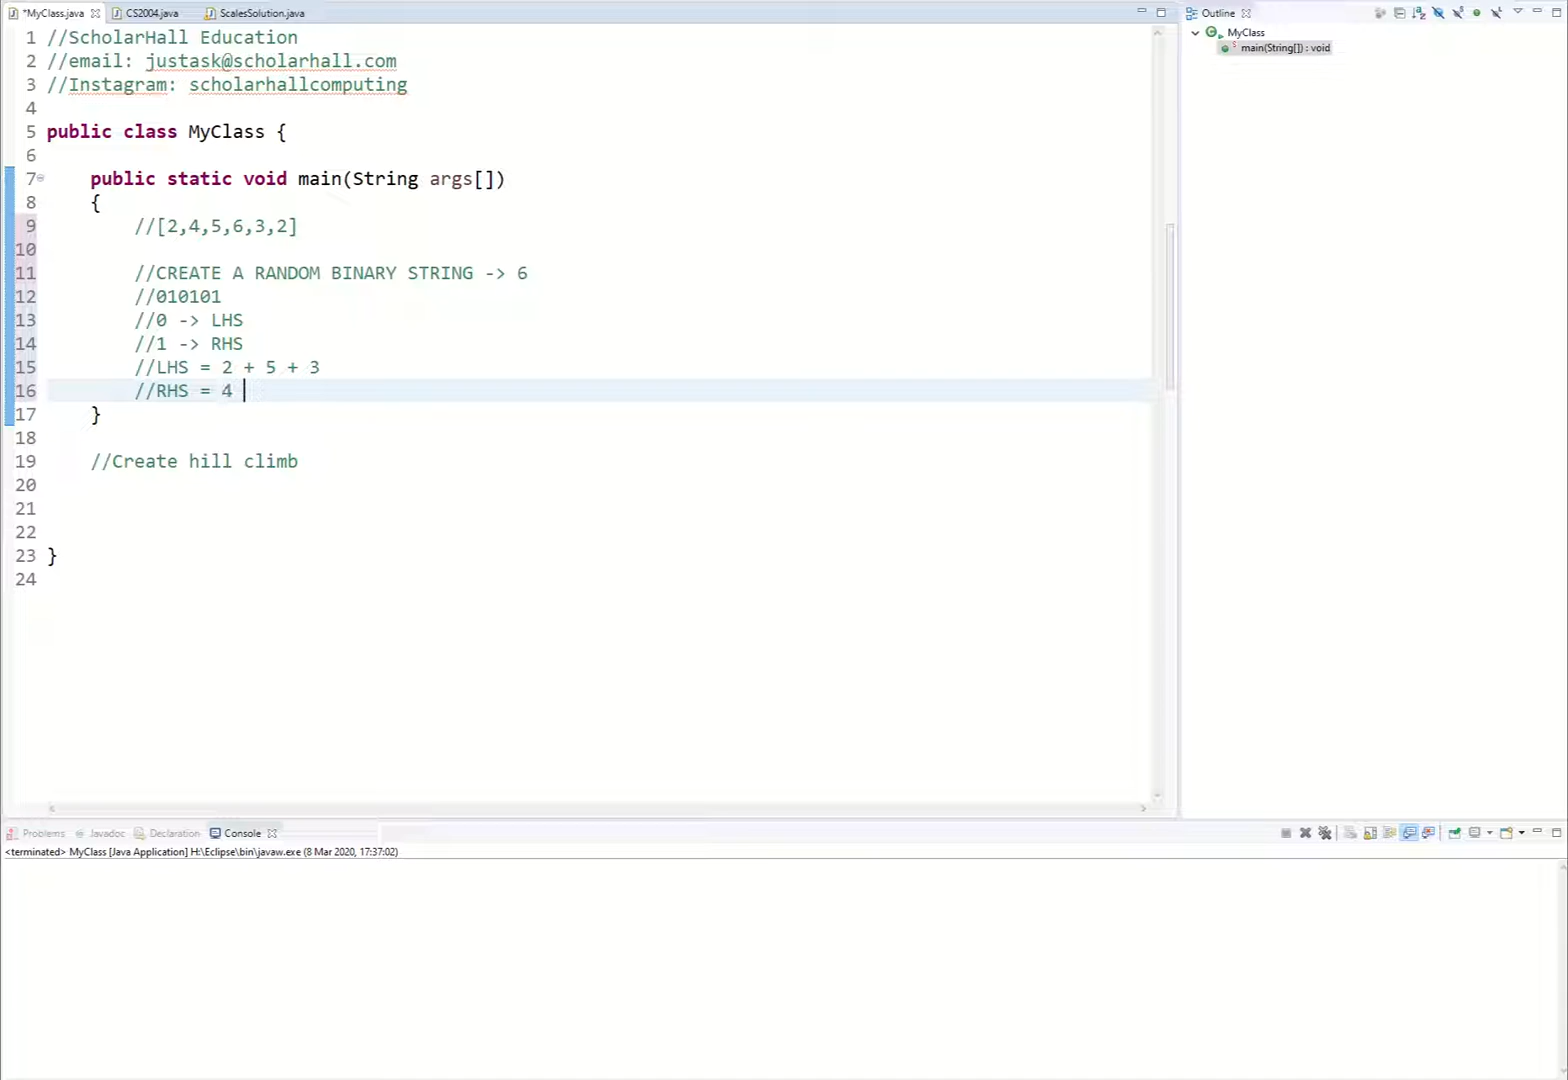 *MyClass.java
CS2004.java
ScalesSolution.java
1 //ScholarHall Education
2 //email: justask@scholarhall.com
3 //Instagram: scholarhallcomputing
4
5 public class MyClass {
6
7 public static void main(String args[])
8 {
9 //[2,4,5,6,3,2]
10
11 //CREATE A RANDOM BINARY STRING -> 6
12 //010101
13 //0 -> LHS
14 //1 -> RHS
15 //LHS = 2 + 5 + 3
16 //RHS = 4
17 }
18
19 //Create hill climb
20
21
22
23 }
24
Outline
MyClass
main(String[]) : void
Problems
Javadoc
Declaration
Console
<terminated> MyClass [Java Application] H:\Eclipse\bin\javaw.exe (8 Mar 2020, 17:37:02)